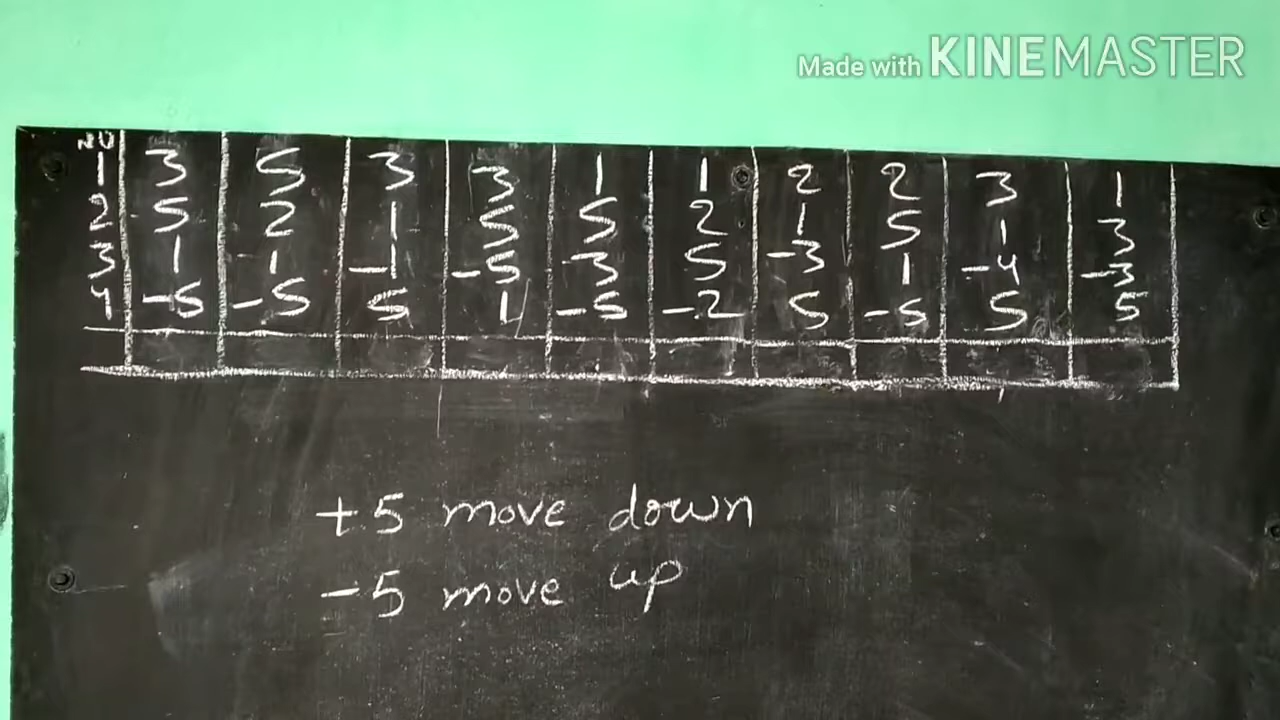 Made with KINEMASTER
NO
1 3 5 3 3 1 1 2 2 3 1
2 5 2 1 5 5 2 1 5 1 3
3 1 1 -1 -5 3 5 -3 1 -4 -3
4 -5 -5 5 1 -5 -2 5 -5 5 5
+5 move down
-5 move up